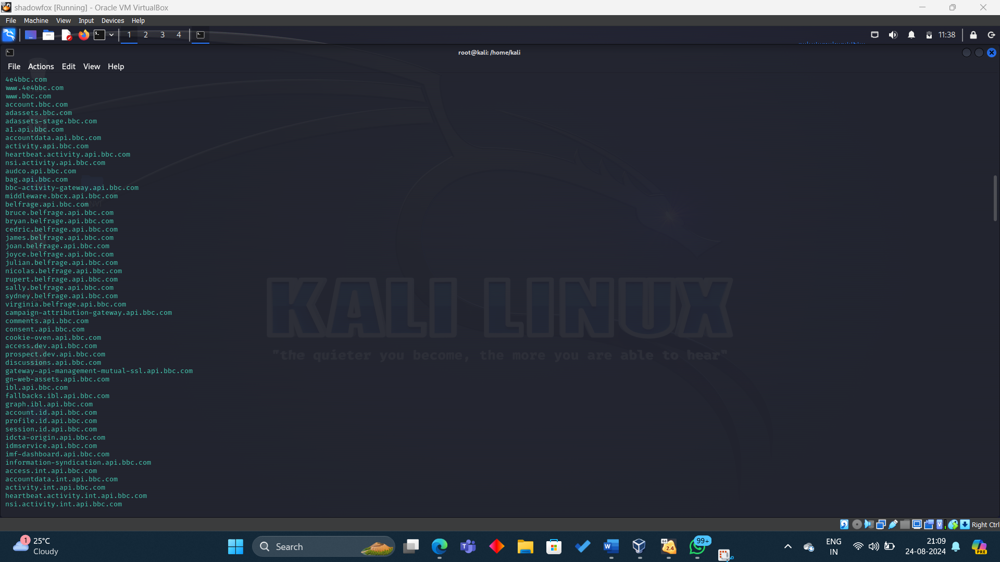 shadowfox [Running] - Oracle VM VirtualBox
File Machine View Input Devices Help
1 2 3 4
11:38
root@kali: /home/kali
File Actions Edit View Help
4e4bbc.com
www.4e4bbc.com
www.bbc.com
account.bbc.com
adassets.bbc.com
adassets-stage.bbc.com
a1.api.bbc.com
accountdata.api.bbc.com
activity.api.bbc.com
heartbeat.activity.api.bbc.com
nsi.activity.api.bbc.com
audco.api.bbc.com
bag.api.bbc.com
bbc-activity-gateway.api.bbc.com
middleware.bbcx.api.bbc.com
belfrage.api.bbc.com
bruce.belfrage.api.bbc.com
bryan.belfrage.api.bbc.com
cedric.belfrage.api.bbc.com
james.belfrage.api.bbc.com
joan.belfrage.api.bbc.com
joyce.belfrage.api.bbc.com
julian.belfrage.api.bbc.com
nicolas.belfrage.api.bbc.com
rupert.belfrage.api.bbc.com
sally.belfrage.api.bbc.com
sydney.belfrage.api.bbc.com
virginia.belfrage.api.bbc.com
campaign-attribution-gateway.api.bbc.com
comments.api.bbc.com
consent.api.bbc.com
cookie-oven.api.bbc.com
access.dev.api.bbc.com
prospect.dev.api.bbc.com
discussions.api.bbc.com
gateway-api-management-mutual-ssl.api.bbc.com
gn-web-assets.api.bbc.com
ibl.api.bbc.com
fallbacks.ibl.api.bbc.com
graph.ibl.api.bbc.com
account.id.api.bbc.com
profile.id.api.bbc.com
session.id.api.bbc.com
idcta-origin.api.bbc.com
idmservice.api.bbc.com
imf-dashboard.api.bbc.com
information-syndication.api.bbc.com
access.int.api.bbc.com
accountdata.int.api.bbc.com
activity.int.api.bbc.com
heartbeat.activity.int.api.bbc.com
nsi.activity.int.api.bbc.com
KALI LINUX
"the quieter you become, the more you are able to hear"
Right Ctrl
1
25°C
Cloudy
Search
64
2.4
99+
ENG
IN
21:09
24-08-2024
PRE